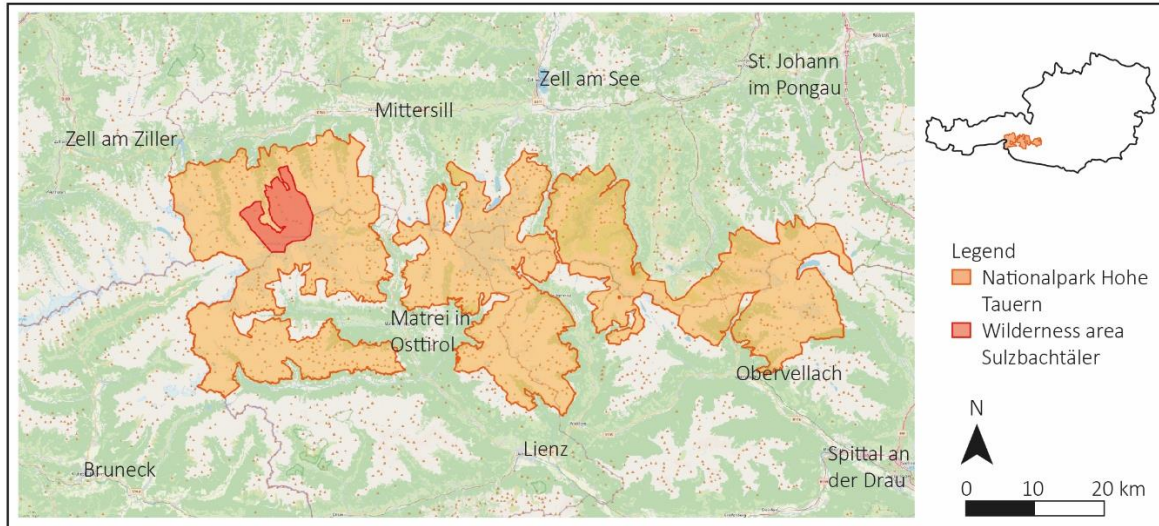 Zell am See
St. Johann
im Pongau
Mittersill
Zell am Ziller
Matrei in
Osttirol
Obervellach
Lienz
Bruneck
Spittal an
der Drau
Legend
Nationalpark Hohe
Tauern
Wilderness area
Sulzbachtäler
N
0 10 20 km